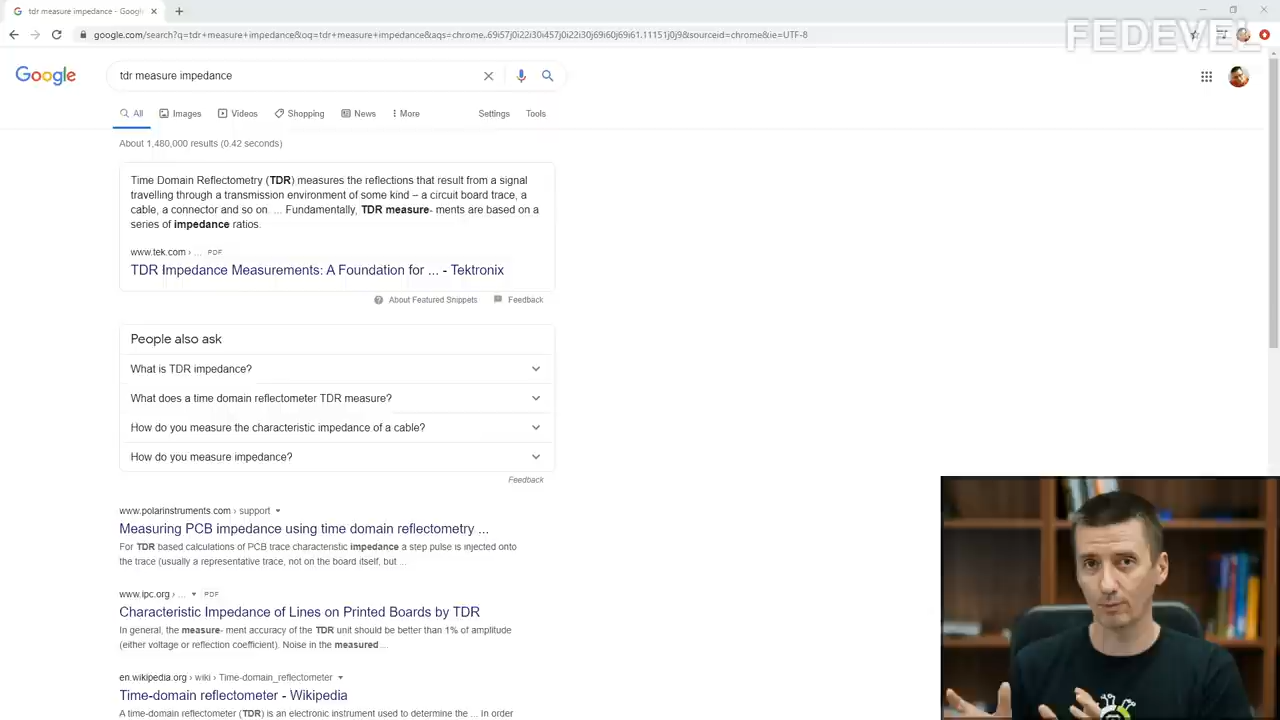 tdr measure impedance - Google
google.com/search?q=tdr+measure+impedance&oq=tdr+measure+impedance&aqs=chrome..69i57j0i22i30i457j0i22i30j69i60j69i61.11151j0j9&sourceid=chrome&ie=UTF-8
FEDEVEL
Google
tdr measure impedance
All
Images
Videos
Shopping
News
More
Settings
Tools
About 1,480,000 results (0.42 seconds)
Time Domain Reflectometry (TDR) measures the reflections that result from a signal
travelling through a transmission environment of some kind – a circuit board trace, a
cable, a connector and so on. ... Fundamentally, TDR measure- ments are based on a
series of impedance ratios.
www.tek.com › ... PDF
TDR Impedance Measurements: A Foundation for ... - Tektronix
About Featured Snippets
Feedback
People also ask
What is TDR impedance?
What does a time domain reflectometer TDR measure?
How do you measure the characteristic impedance of a cable?
How do you measure impedance?
Feedback
www.polarinstruments.com › support
Measuring PCB impedance using time domain reflectometry ...
For TDR based calculations of PCB trace characteristic impedance a step pulse is injected onto
the trace (usually a representative trace, not on the board itself, but ...
www.ipc.org › ... PDF
Characteristic Impedance of Lines on Printed Boards by TDR
In general, the measure- ment accuracy of the TDR unit should be better than 1% of amplitude
(either voltage or reflection coefficient). Noise in the measured ...
en.wikipedia.org › wiki › Time-domain_reflectometer
Time-domain reflectometer - Wikipedia
A time-domain reflectometer (TDR) is an electronic instrument used to determine the ... In order